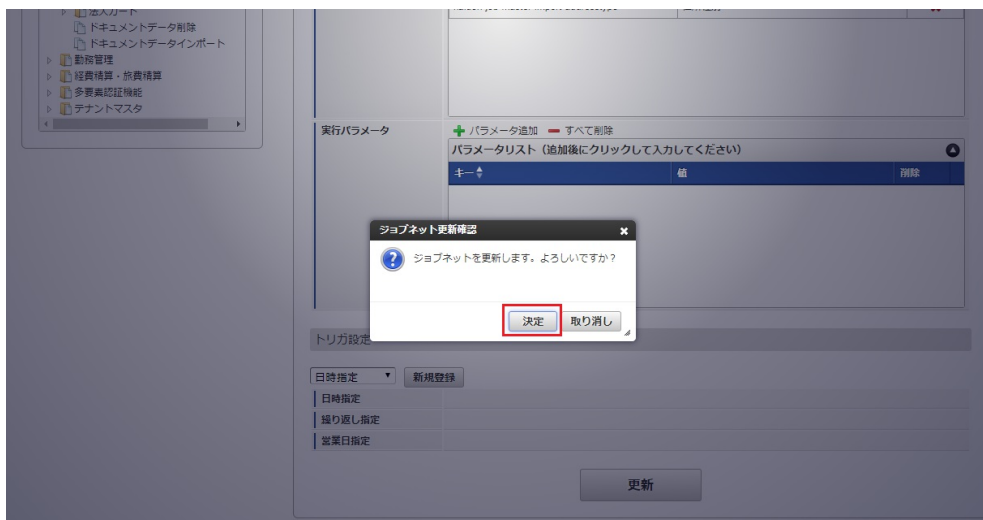 法人カード
ドキュメントデータ削除
ドキュメントデータインポート
勤務管理
経費積算・旅費積算
多要素認証機能
テナントマスタ
実行パラメータ
パラメータ追加 すべて削除
パラメータリスト（追加後にクリックして入力してください）
キー 値 削除
ジョブネット更新確認
ジョブネットを更新します。よろしいですか？
決定 取り消し
トリガ設定
日時指定 新規登録
日時指定
繰り返し指定
営業日指定
更新